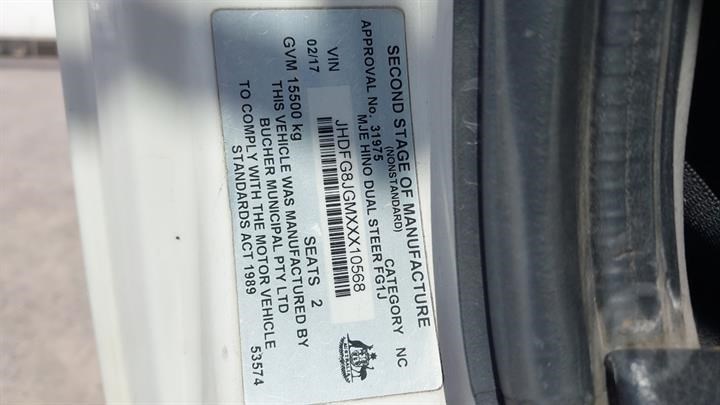 SECOND STAGE OF MANUFACTURE
(NONSTANDARD)
APPROVAL No. 31975 CATEGORY NC
MJE HINO DUAL STEER FG1J
VIN JHDFG8JGMXXX10568
02/17
GVM 15500 kg SEATS 2
THIS VEHICLE WAS MANUFACTURED BY
BUCHER MUNICIPAL PTY LTD
TO COMPLY WITH THE MOTOR VEHICLE
STANDARDS ACT 1989 53574
AUSTRALIA